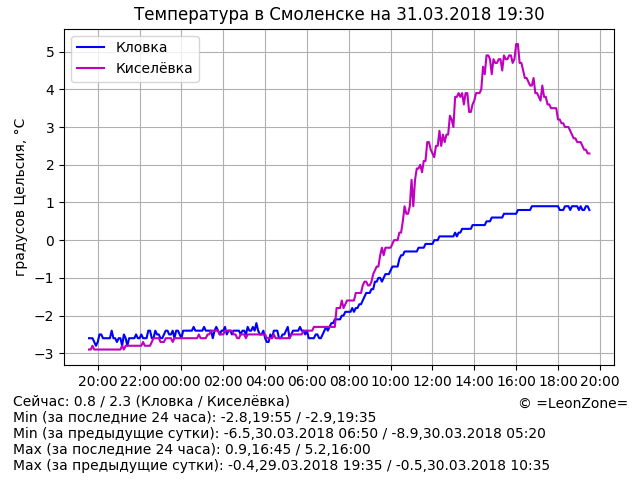 Температура в Смоленске на 31.03.2018 19:30
Кловка
Киселёвка
градусов Цельсия, °C
5
4
3
2
1
0
−1
−2
−3
20:00 22:00 00:00 02:00 04:00 06:00 08:00 10:00 12:00 14:00 16:00 18:00 20:00
Сейчас: 0.8 / 2.3 (Кловка / Киселёвка)
© =LeonZone=
Min (за последние 24 часа): -2.8,19:55 / -2.9,19:35
Min (за предыдущие сутки): -6.5,30.03.2018 06:50 / -8.9,30.03.2018 05:20
Max (за последние 24 часа): 0.9,16:45 / 5.2,16:00
Max (за предыдущие сутки): -0.4,29.03.2018 19:35 / -0.5,30.03.2018 10:35